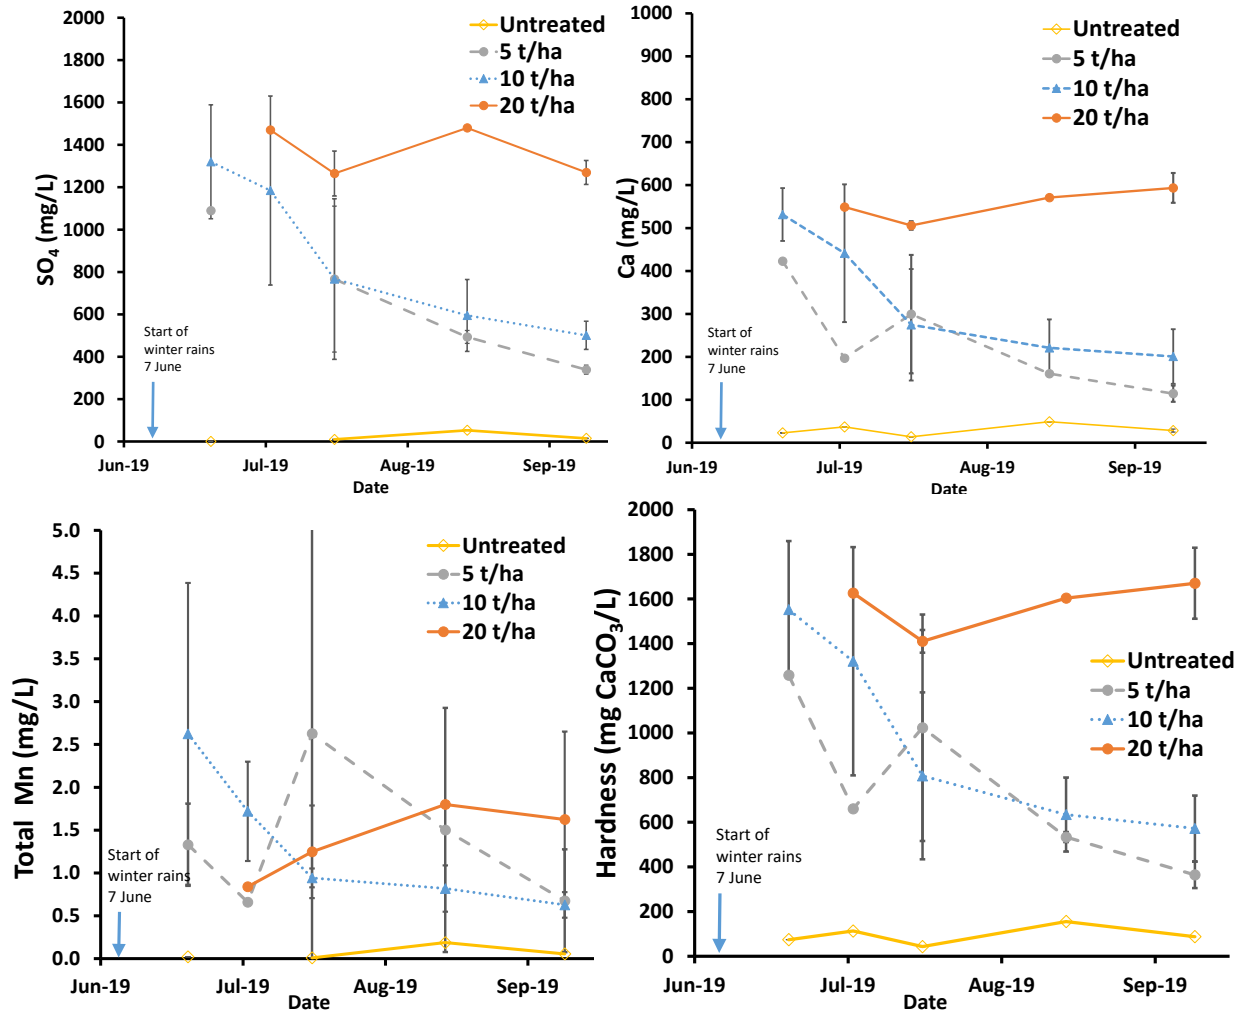 SO4 (mg/L)
2000
1800
1600
1400
1200
1000
800
600
400
200
0
Untreated
5 t/ha
10 t/ha
20 t/ha
Start of
winter rains
7 June
Jun-19 Jul-19 Aug-19 Sep-19
Date
Ca (mg/L)
1000
900
800
700
600
500
400
300
200
100
0
Untreated
5 t/ha
10 t/ha
20 t/ha
Start of
winter rains
7 June
Jun-19 Jul-19 Aug-19 Sep-19
Date
Total Mn (mg/L)
5.0
4.5
4.0
3.5
3.0
2.5
2.0
1.5
1.0
0.5
0.0
Untreated
5 t/ha
10 t/ha
20 t/ha
Start of
winter rains
7 June
Jun-19 Jul-19 Aug-19 Sep-19
Date
Hardness (mg CaCO3/L)
2000
1800
1600
1400
1200
1000
800
600
400
200
0
Untreated
5 t/ha
10 t/ha
20 t/ha
Start of
winter rains
7 June
Jun-19 Jul-19 Aug-19 Sep-19
Date